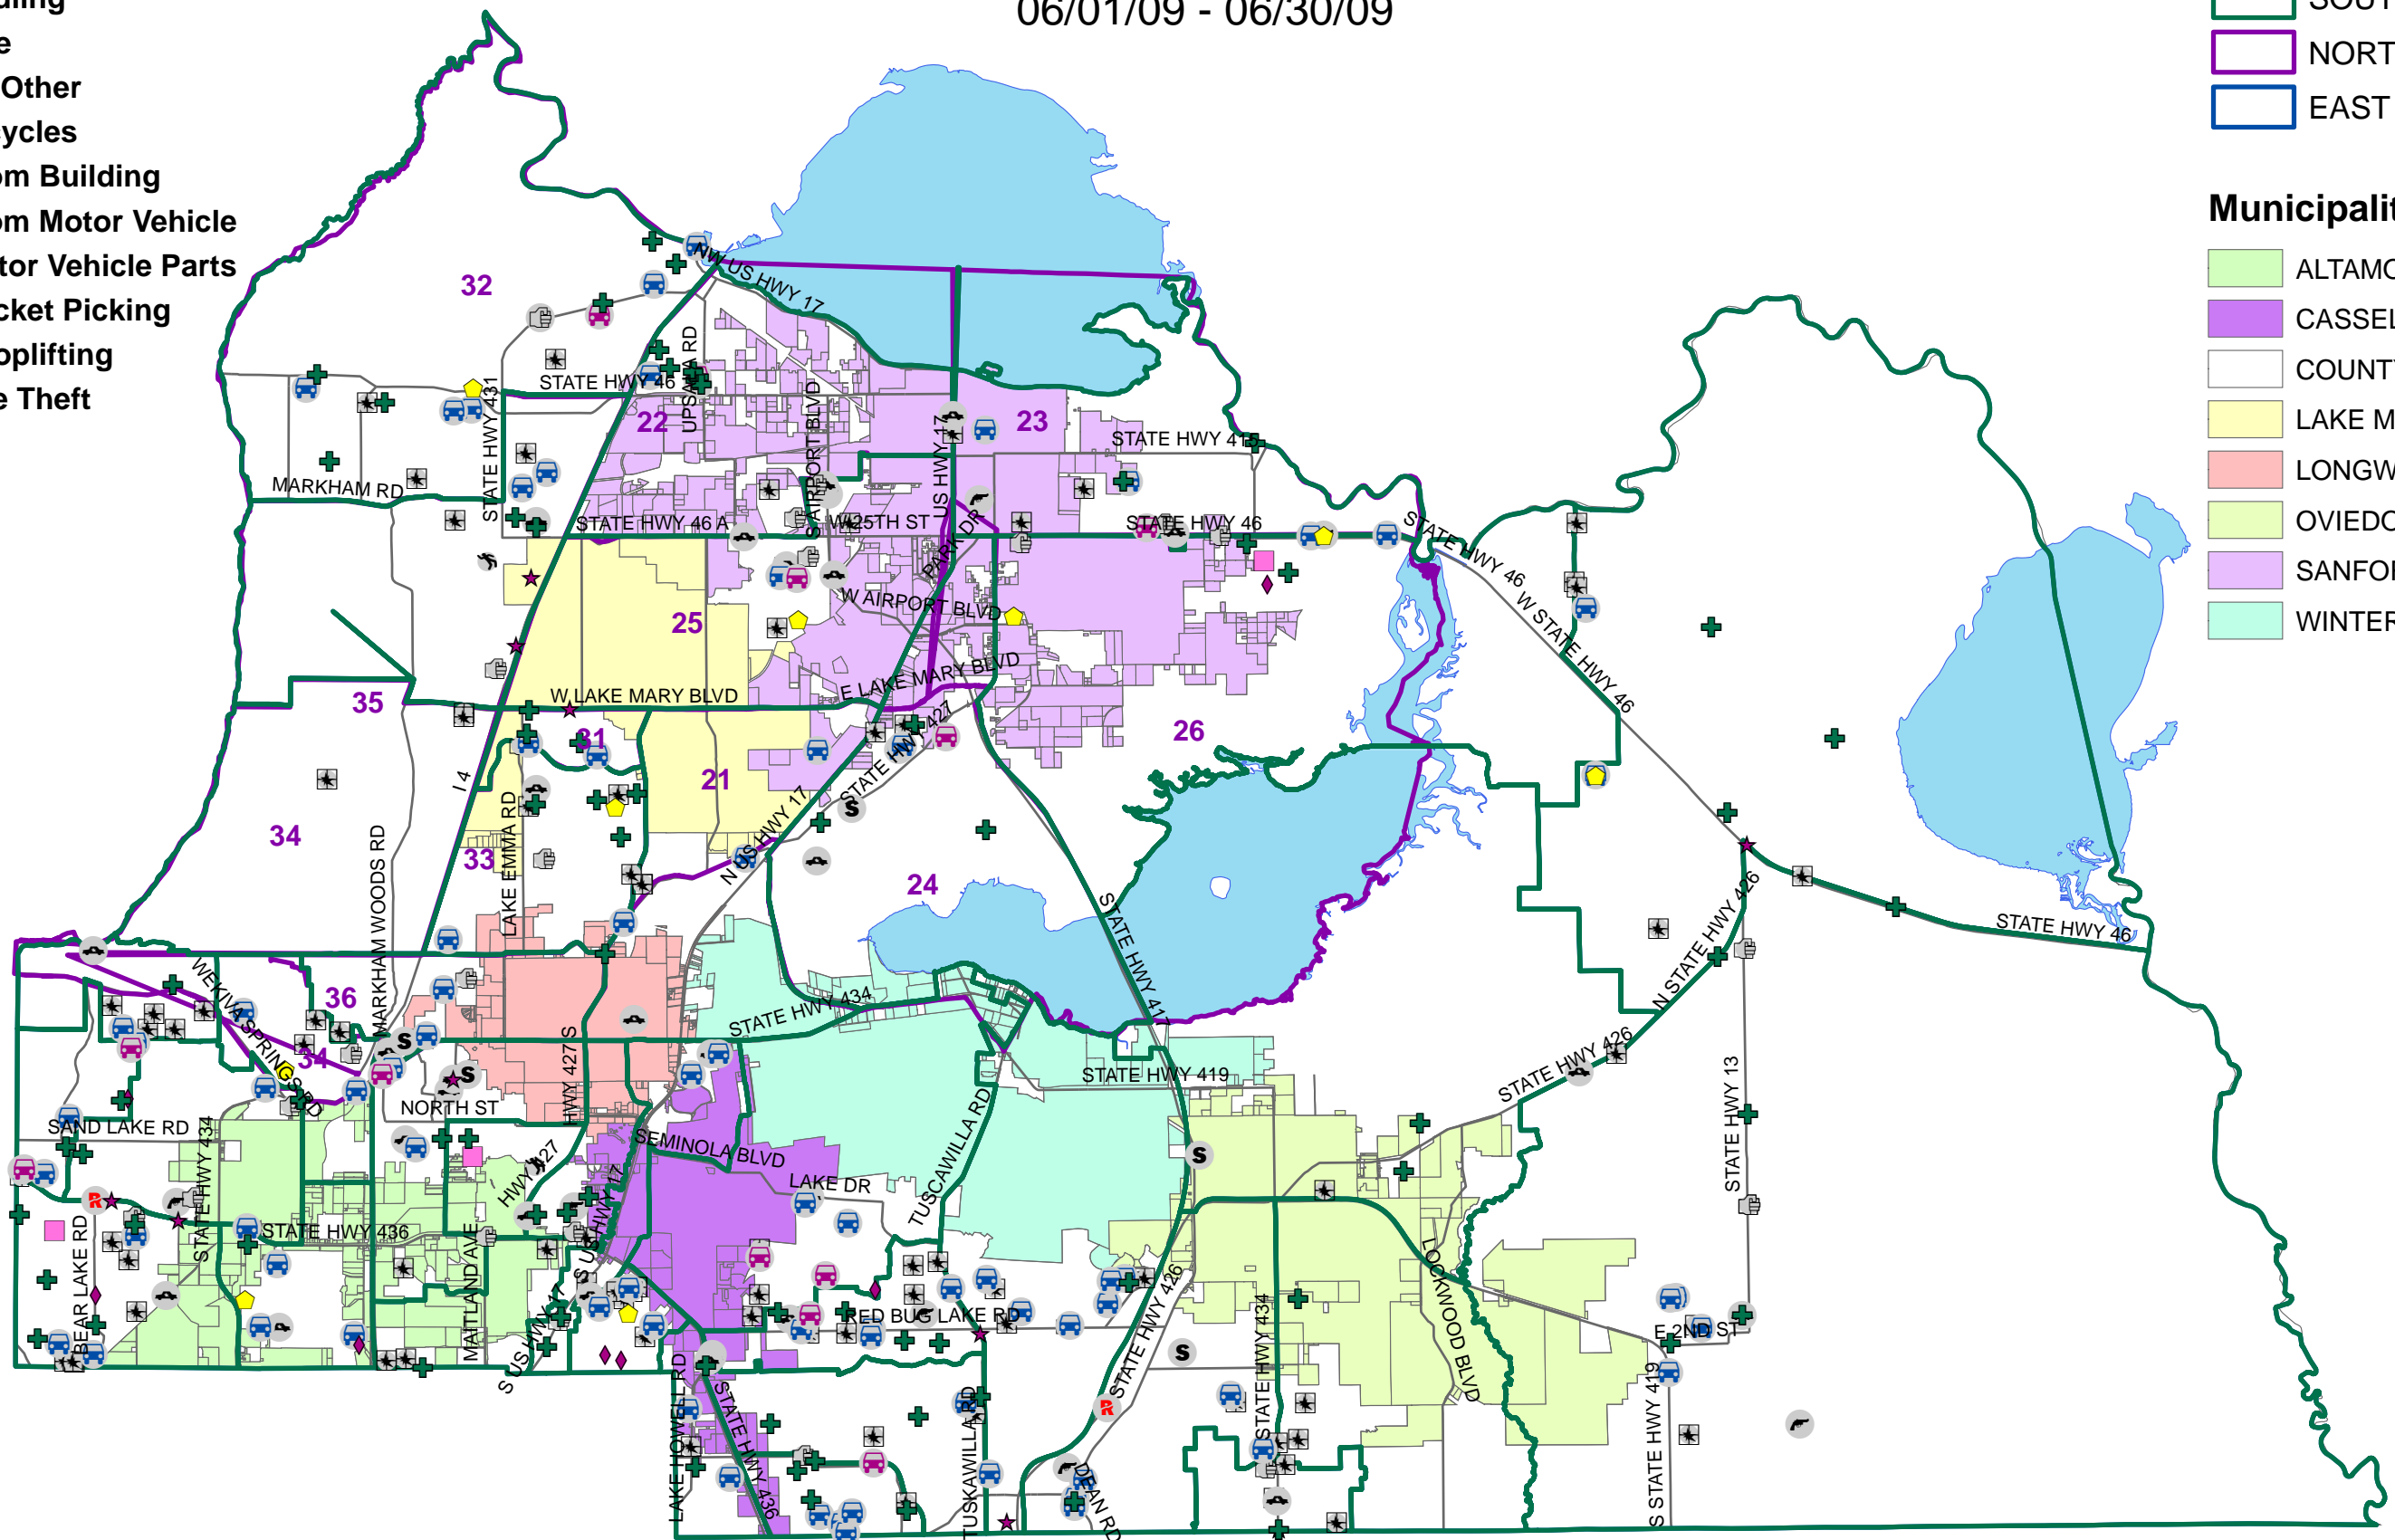 06/01/09 - 06/30/09
Other
om Building
om Motor Vehicle
tor Vehicle Parts
cket Picking
oplifting
e Theft
NORT
EAST
Municipalit
ALTAMO
CASSEL
COUNT
LAKE M
LONGW
OVIEDO
SANFO
WINTER
32
NW US HWY 17
STATE HWY 46
UPSALA RD
STATE HWY 431
22
S AIRPORT BLVD
US HWY 17
23
STATE HWY 415
MARKHAM RD
STATE HWY 46 A
W 25TH ST
PARK DR
STATE HWY 46
STATE HWY 46
W STATE HWY 46
25
W AIRPORT BLVD
35
W LAKE MARY BLVD
E LAKE MARY BLVD
STATE HWY 427
26
31
21
I 4
34
33
LAKE EMMA RD
N US HWY 17
24
MARKHAM WOODS RD
STATE HWY 417
N STATE HWY 426
STATE HWY 46
WEKIVA SPRINGS RD
36
34
STATE HWY 434
HWY 427 S
STATE HWY 419
STATE HWY 426
STATE HWY 13
NORTH ST
SAND LAKE RD
STATE HWY 434
SEMINOLA BLVD
LAKE DR
TUSCAWILLA RD
HWY 427
S US HWY 17
STATE HWY 436
BEAR LAKE RD
MAITLAND AVE
S US HWY 17
RED BUG LAKE RD
STATE HWY 426
STATE HWY 434
LOCKWOOD BLVD
E 2ND ST
LAKE HOWELL RD
STATE HWY 436
TUSKAWILLA RD
DEAN RD
S STATE HWY 419